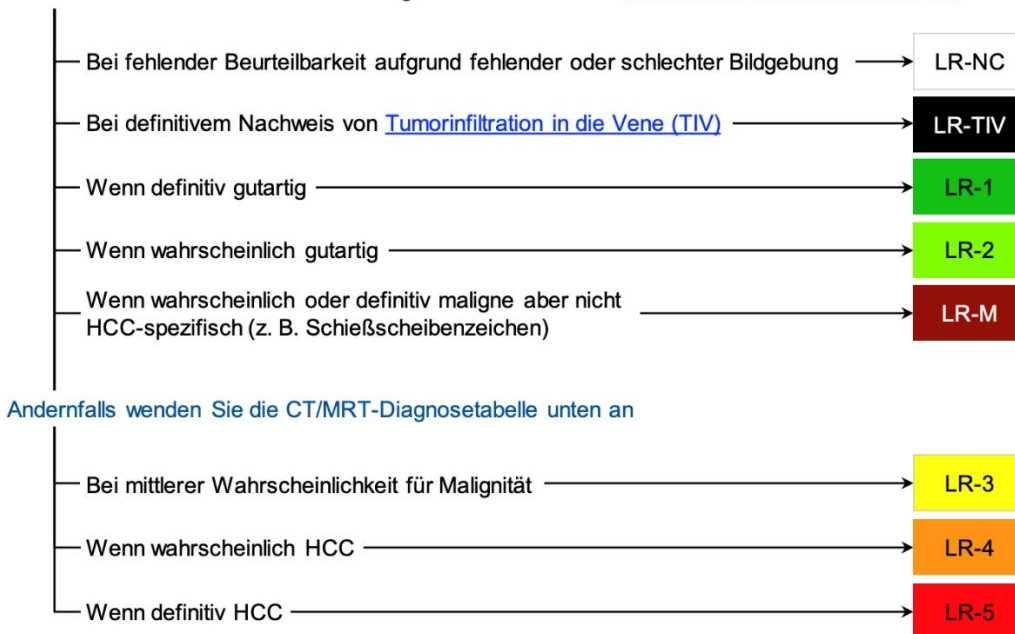 Bei fehlender Beurteilbarkeit aufgrund fehlender oder schlechter Bildgebung LR-NC
Bei definitivem Nachweis von Tumorinfiltration in die Vene (TIV) LR-TIV
Wenn definitiv gutartig LR-1
Wenn wahrscheinlich gutartig LR-2
Wenn wahrscheinlich oder definitiv maligne aber nicht
HCC-spezifisch (z. B. Schießscheibenzeichen) LR-M
Andernfalls wenden Sie die CT/MRT-Diagnosetabelle unten an
Bei mittlerer Wahrscheinlichkeit für Malignität LR-3
Wenn wahrscheinlich HCC LR-4
Wenn definitiv HCC LR-5